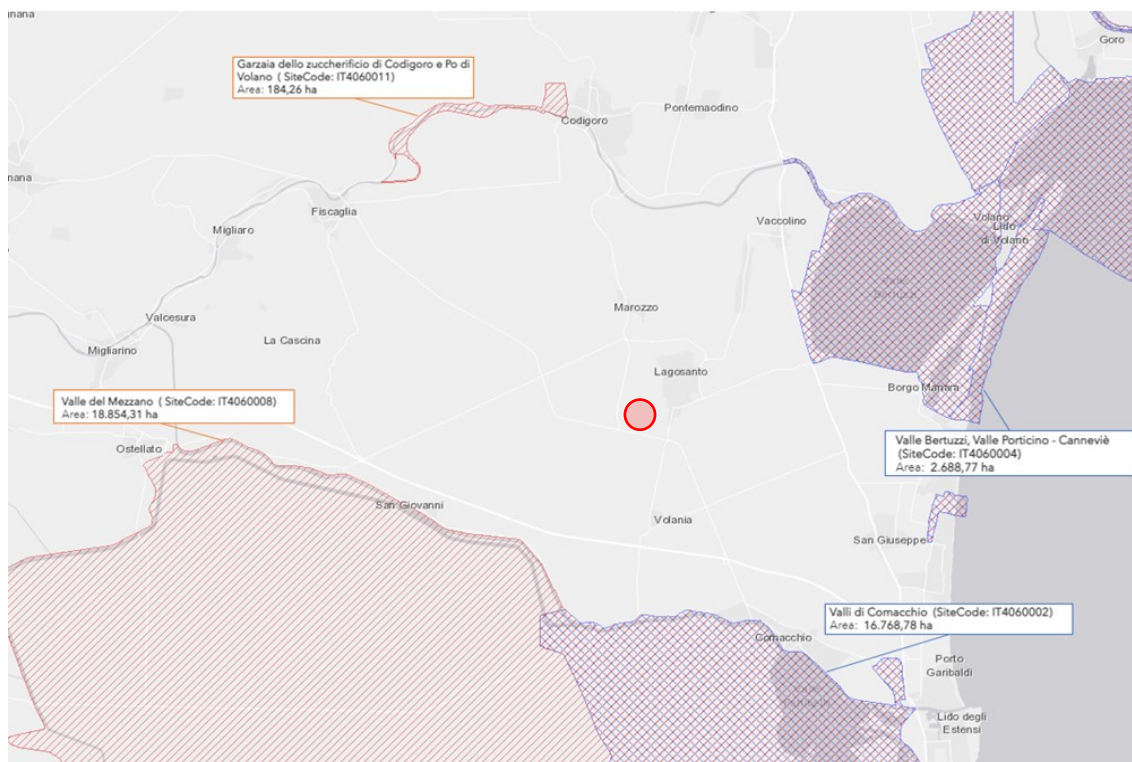 gnana
Goro
Garzaia dello zuccherificio di Codigoro e Po di
Volano ( SiteCode: IT4060011)
Area: 184,26 ha
Codigoro
Pontemaodino
nana
Fiscaglia
Migliaro
Vaccolino
Volano
Lido
di Volano
Marozzo
Valcesura
La Cascina
Migliarino
Lagosanto
Borgo Manara
Valle del Mezzano ( SiteCode: IT4060008)
Area: 18.854,31 ha
Ostellato
Valle Bertuzzi, Valle Porticino - Canneviè
(SiteCode: IT4060004)
Area: 2.688,77 ha
San Giovanni
Volania
San Giuseppe
Valli di Comacchio (SiteCode: IT4060002)
Area: 16.768,78 ha
Comacchio
Porto
Garibaldi
Lido degli
Estensi